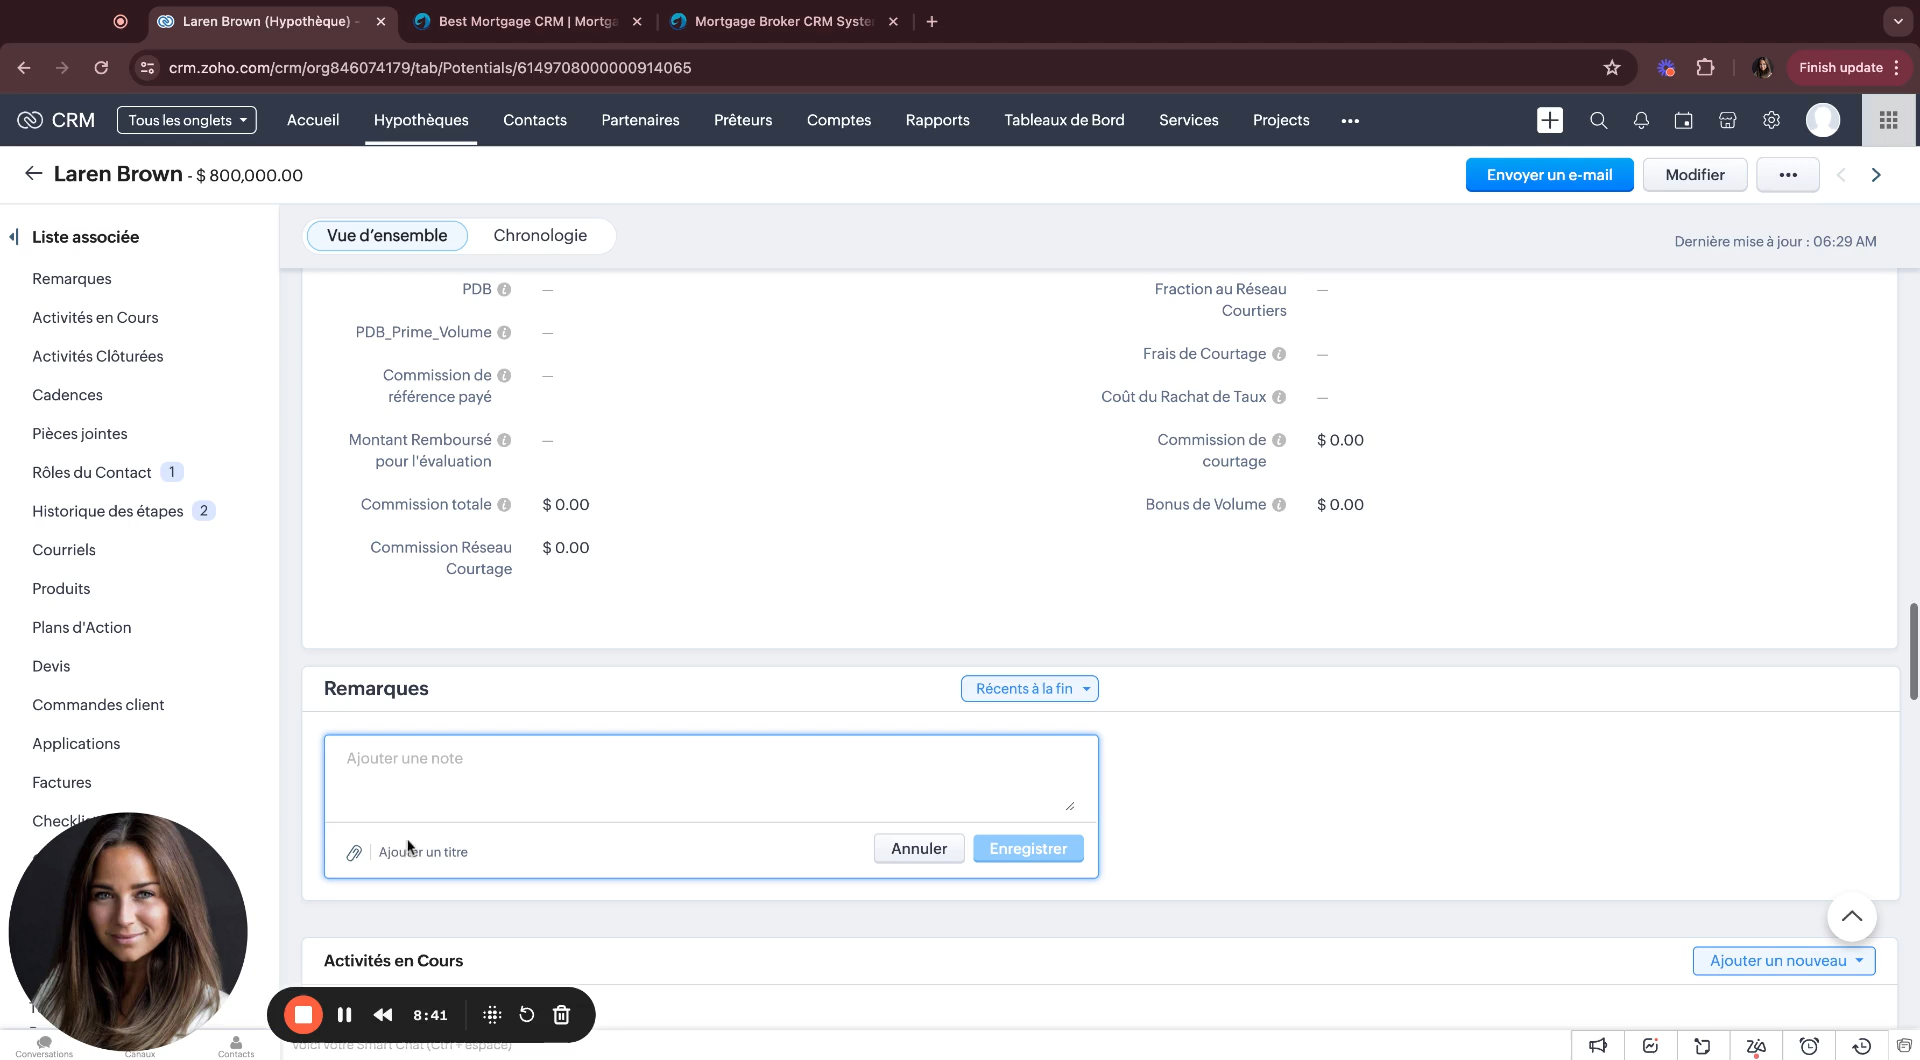 Laren Brown (Hypothèque) -
Best Mortgage CRM | Mortga
Mortgage Broker CRM Syste
crm.zoho.com/crm/org846074179/tab/Potentials/6149708000000914065
Finish update
CRM
Tous les onglets
Accueil
Hypothèques
Contacts
Partenaires
Prêteurs
Comptes
Rapports
Tableaux de Bord
Services
Projects
Laren Brown - $ 800,000.00
Envoyer un e-mail
Modifier
Liste associée
Remarques
Activités en Cours
Activités Clôturées
Cadences
Pièces jointes
Rôles du Contact 1
Historique des étapes 2
Courriels
Produits
Plans d'Action
Devis
Commandes client
Applications
Factures
Vue d'ensemble
Chronologie
Dernière mise à jour : 06:29 AM
PDB —
PDB_Prime_Volume —
Commission de —
référence payé
Montant Remboursé —
pour l'évaluation
Commission totale $ 0.00
Commission Réseau $ 0.00
Courtage
Fraction au Réseau —
Courtiers
Frais de Courtage —
Coût du Rachat de Taux —
Commission de $ 0.00
courtage
Bonus de Volume $ 0.00
Remarques
Récents à la fin
Ajouter une note
Ajouter un titre
Annuler
Enregistrer
Activités en Cours
Ajouter un nouveau
8:41
Conversations
Canaux
Contacts
Voici votre Smart Chat (Ctrl + espace)